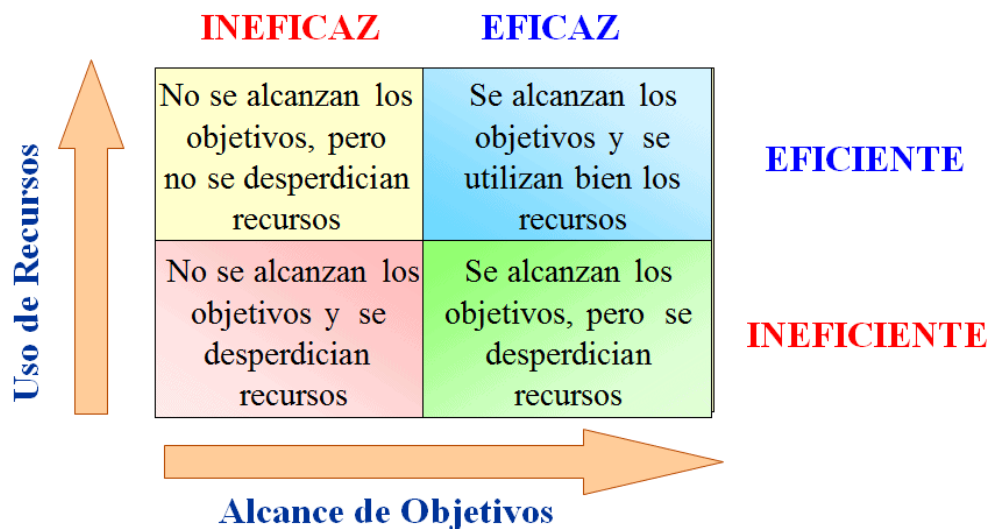 INEFICAZ
EFICAZ
No se alcanzan los
objetivos, pero
no se desperdician
recursos
Se alcanzan los
objetivos y se
utilizan bien los
recursos
EFICIENTE
No se alcanzan los
objetivos y se
desperdician
recursos
Se alcanzan los
objetivos, pero se
desperdician
recursos
INEFICIENTE
Uso de Recursos
Alcance de Objetivos